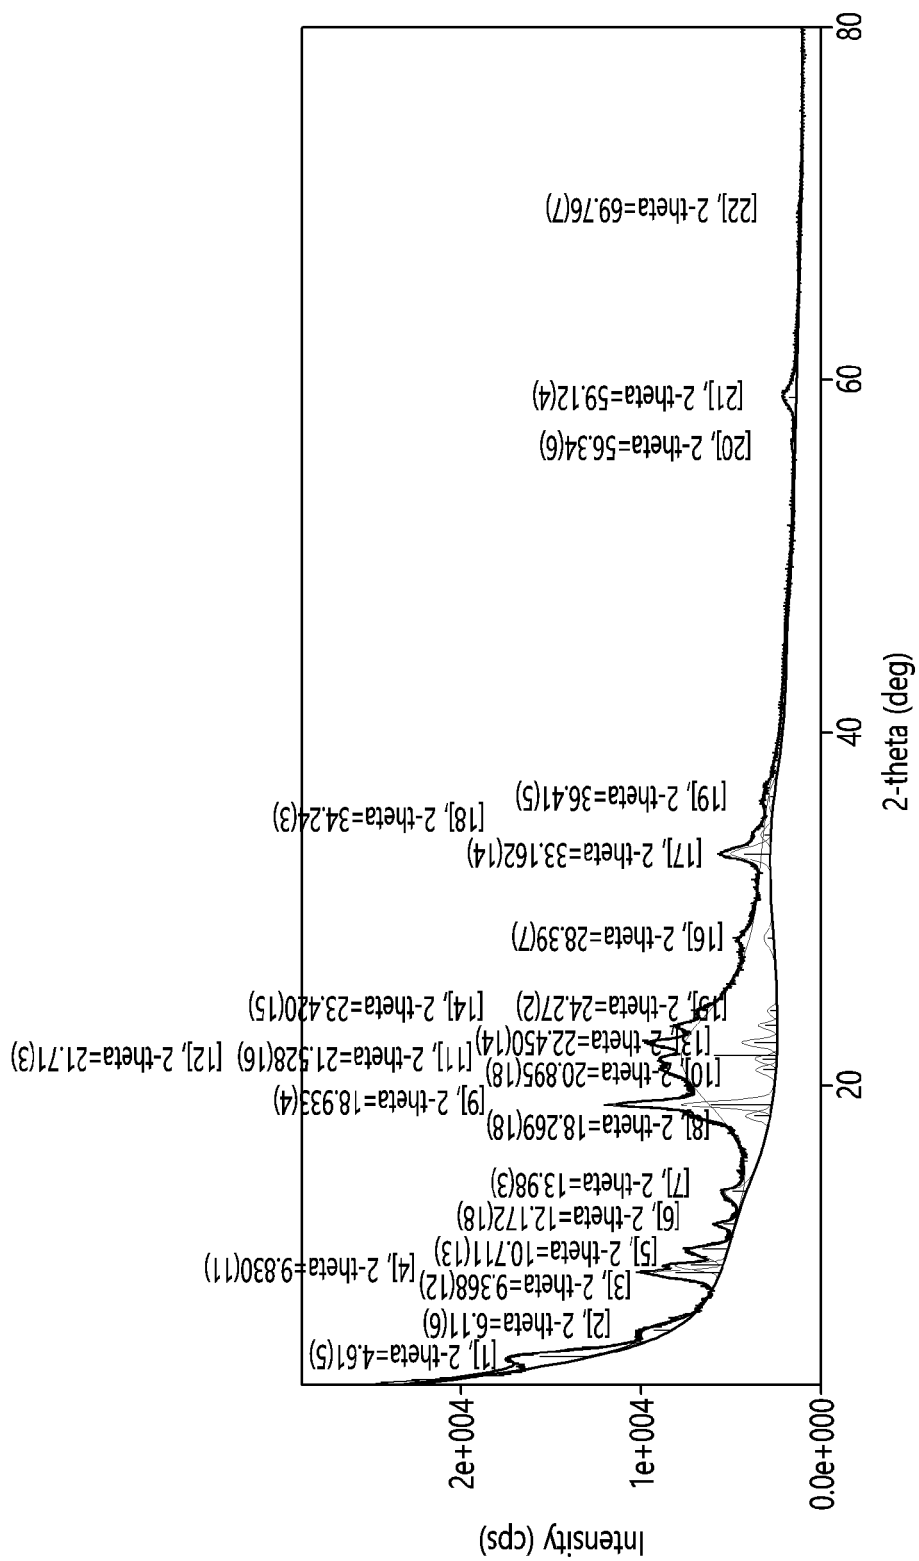 Intensity (cps)
2e+004
1e+004
0.0e+000
[1], 2-theta=4.61(5)
[2], 2-theta=6.11(6)
[3], 2-theta=9.368(12)
[4], 2-theta=9.830(11)
[5], 2-theta=10.711(13)
[6], 2-theta=12.172(18)
[7], 2-theta=13.98(3)
[8], 2-theta=18.269(18)
[9], 2-theta=18.933(4)
[10], 2-theta=20.895(18)
[11], 2-theta=21.528(16)
[12], 2-theta=21.71(3)
[13], 2-theta=22.450(14)
[14], 2-theta=23.420(15)
[15], 2-theta=24.27(2)
[16], 2-theta=28.39(7)
[17], 2-theta=33.162(14)
[18], 2-theta=34.24(3)
[19], 2-theta=36.41(5)
[20], 2-theta=56.34(6)
[21], 2-theta=59.12(4)
[22], 2-theta=69.76(7)
20
40
60
80
2-theta (deg)